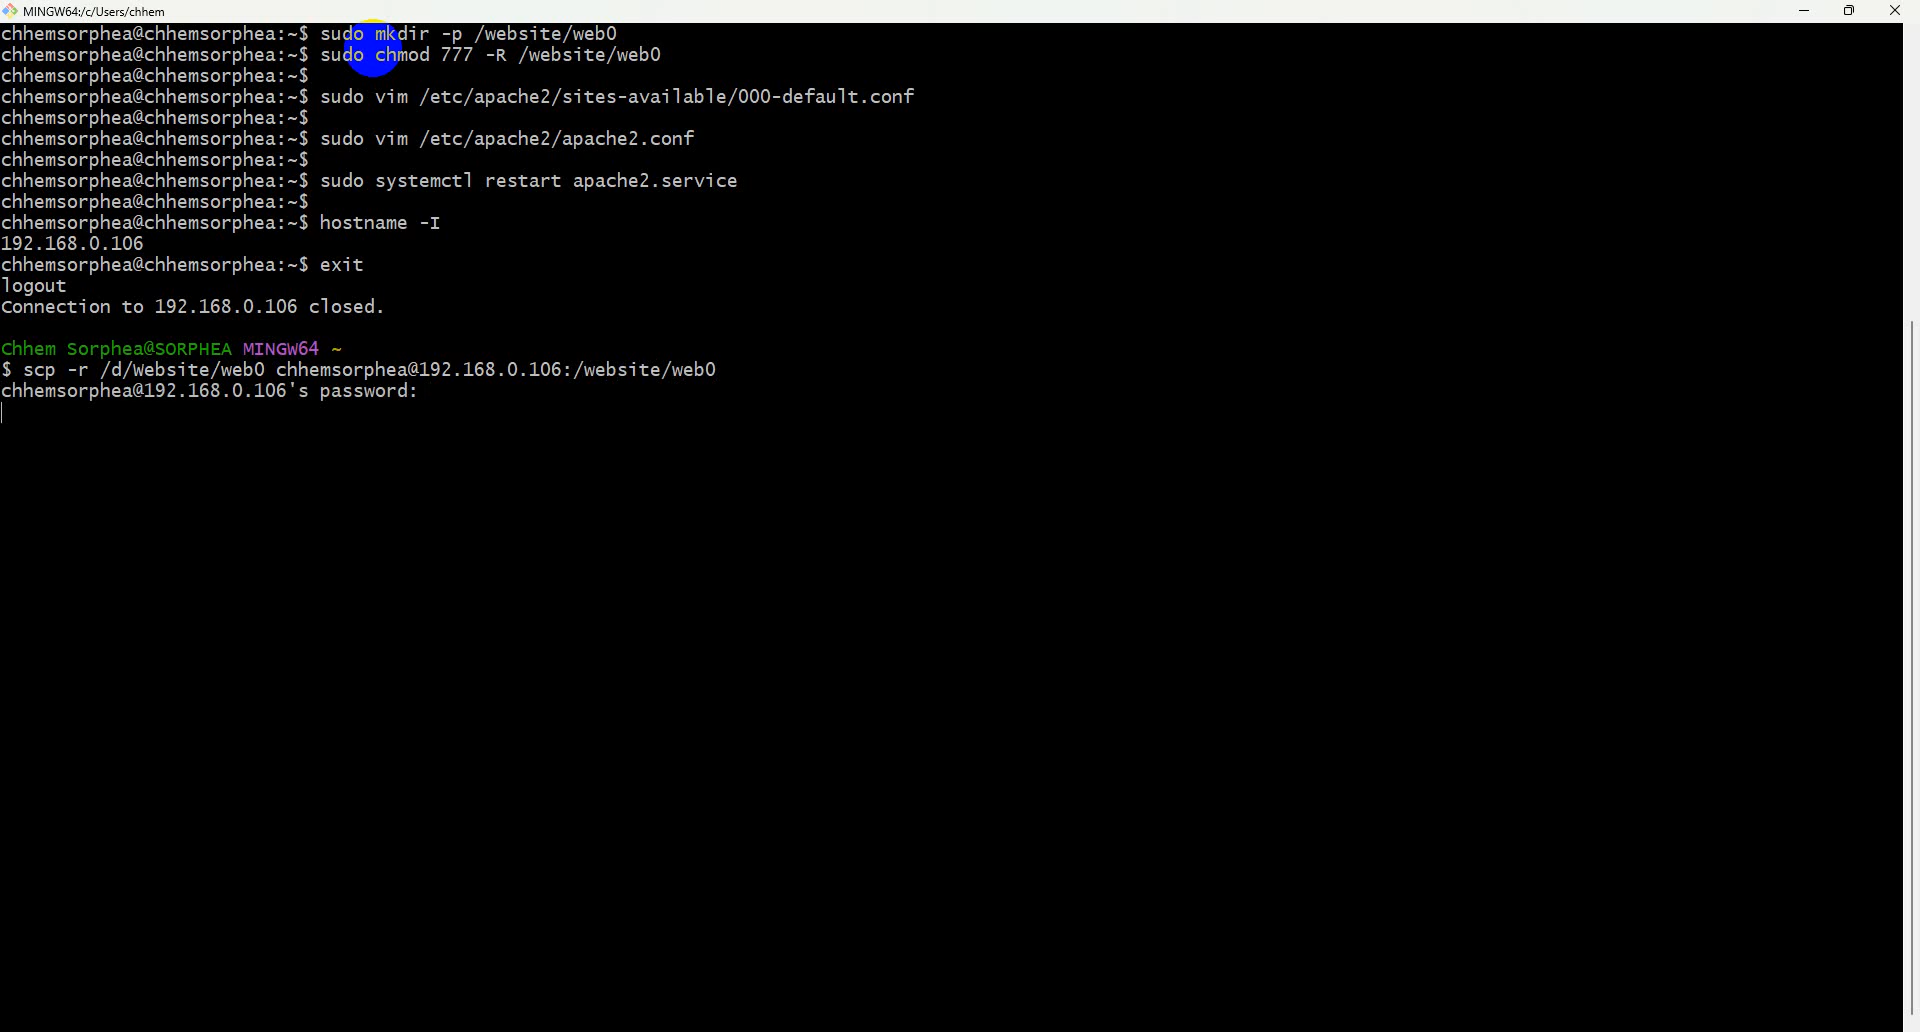 MINGW64:/c/Users/chhem
chhemsorphea@chhemsorphea:~$ sudo mkdir -p /website/web0
chhemsorphea@chhemsorphea:~$ sudo chmod 777 -R /website/web0
chhemsorphea@chhemsorphea:~$
chhemsorphea@chhemsorphea:~$ sudo vim /etc/apache2/sites-available/000-default.conf
chhemsorphea@chhemsorphea:~$
chhemsorphea@chhemsorphea:~$ sudo vim /etc/apache2/apache2.conf
chhemsorphea@chhemsorphea:~$
chhemsorphea@chhemsorphea:~$ sudo systemctl restart apache2.service
chhemsorphea@chhemsorphea:~$
chhemsorphea@chhemsorphea:~$ hostname -I
192.168.0.106
chhemsorphea@chhemsorphea:~$ exit
logout
Connection to 192.168.0.106 closed.
Chhem Sorphea@SORPHEA MINGW64 ~
$ scp -r /d/Website/web0 chhemsorphea@192.168.0.106:/website/web0
chhemsorphea@192.168.0.106's password: